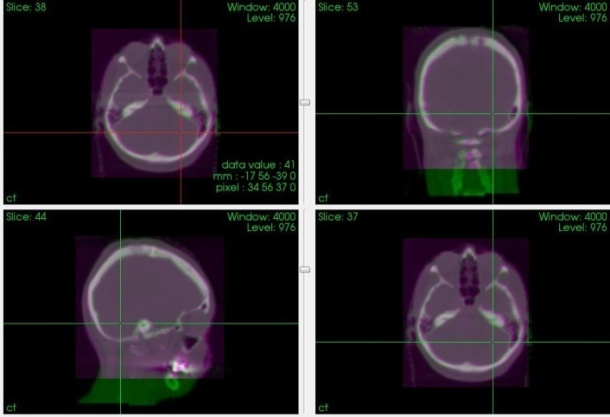 Slice: 38
Window: 4000
Level: 976
data value : 41
mm : -17 56 -39 0
pixel : 34 56 37 0
ct
Slice: 53
Window: 4000
Level: 976
Slice: 44
Window: 4000
Level: 976
ct
Slice: 37
Window: 4000
Level: 976
ct
ct